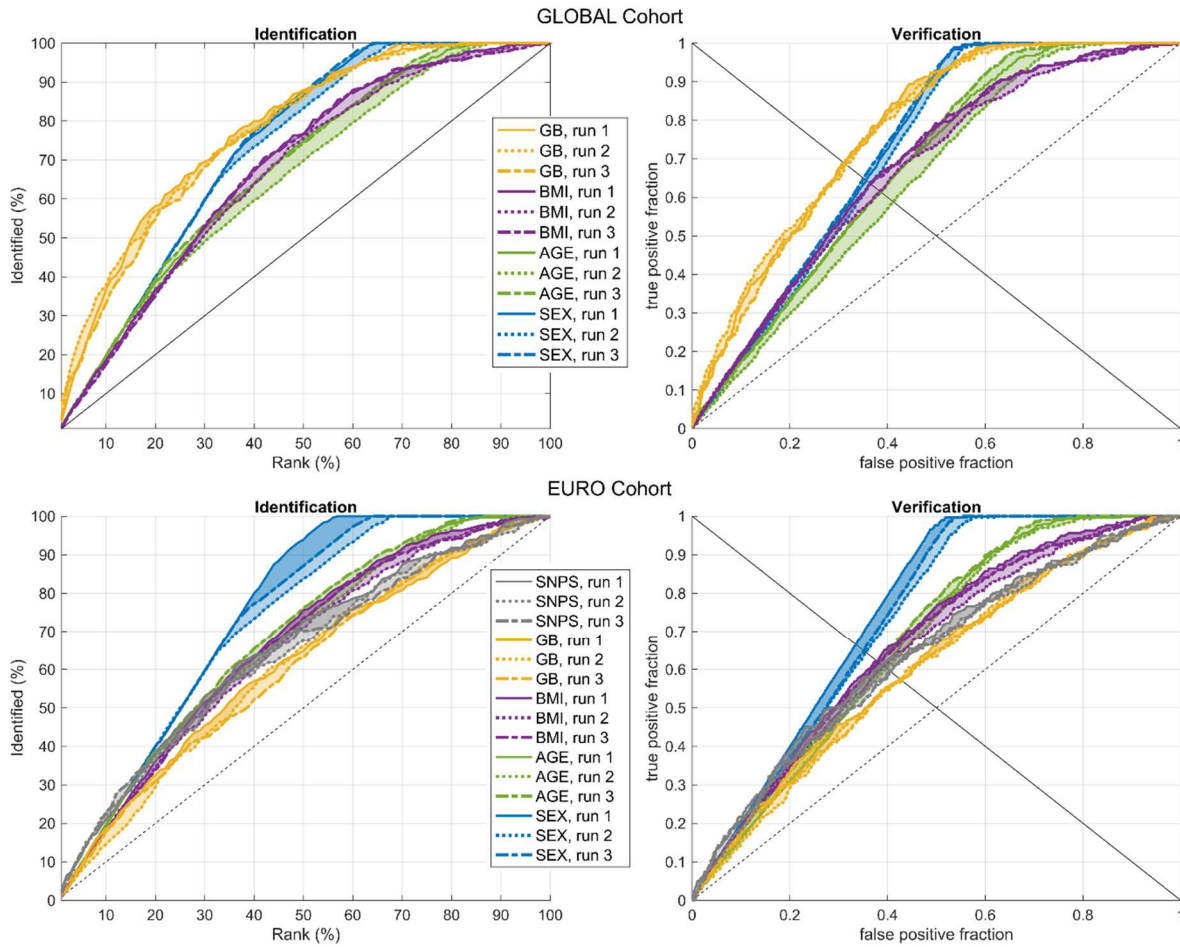 GLOBAL Cohort
Identification
100
90
80
70
60
50
40
30
20
10
Identified (%)
10 20 30 40 50 60 70 80 90 100
Rank (%)
GB, run 1
GB, run 2
GB, run 3
BMI, run 1
BMI, run 2
BMI, run 3
AGE, run 1
AGE, run 2
AGE, run 3
SEX, run 1
SEX, run 2
SEX, run 3
Verification
1
0.9
0.8
0.7
0.6
0.5
0.4
0.3
0.2
0.1
0
true positive fraction
0 0.2 0.4 0.6 0.8 1
false positive fraction
EURO Cohort
Identification
100
90
80
70
60
50
40
30
20
10
0
Identified (%)
10 20 30 40 50 60 70 80 90 100
Rank (%)
SNPS, run 1
SNPS, run 2
SNPS, run 3
GB, run 1
GB, run 2
GB, run 3
BMI, run 1
BMI, run 2
BMI, run 3
AGE, run 1
AGE, run 2
AGE, run 3
SEX, run 1
SEX, run 2
SEX, run 3
Verification
1
0.9
0.8
0.7
0.6
0.5
0.4
0.3
0.2
0.1
0
true positive fraction
0 0.2 0.4 0.6 0.8 1
false positive fraction